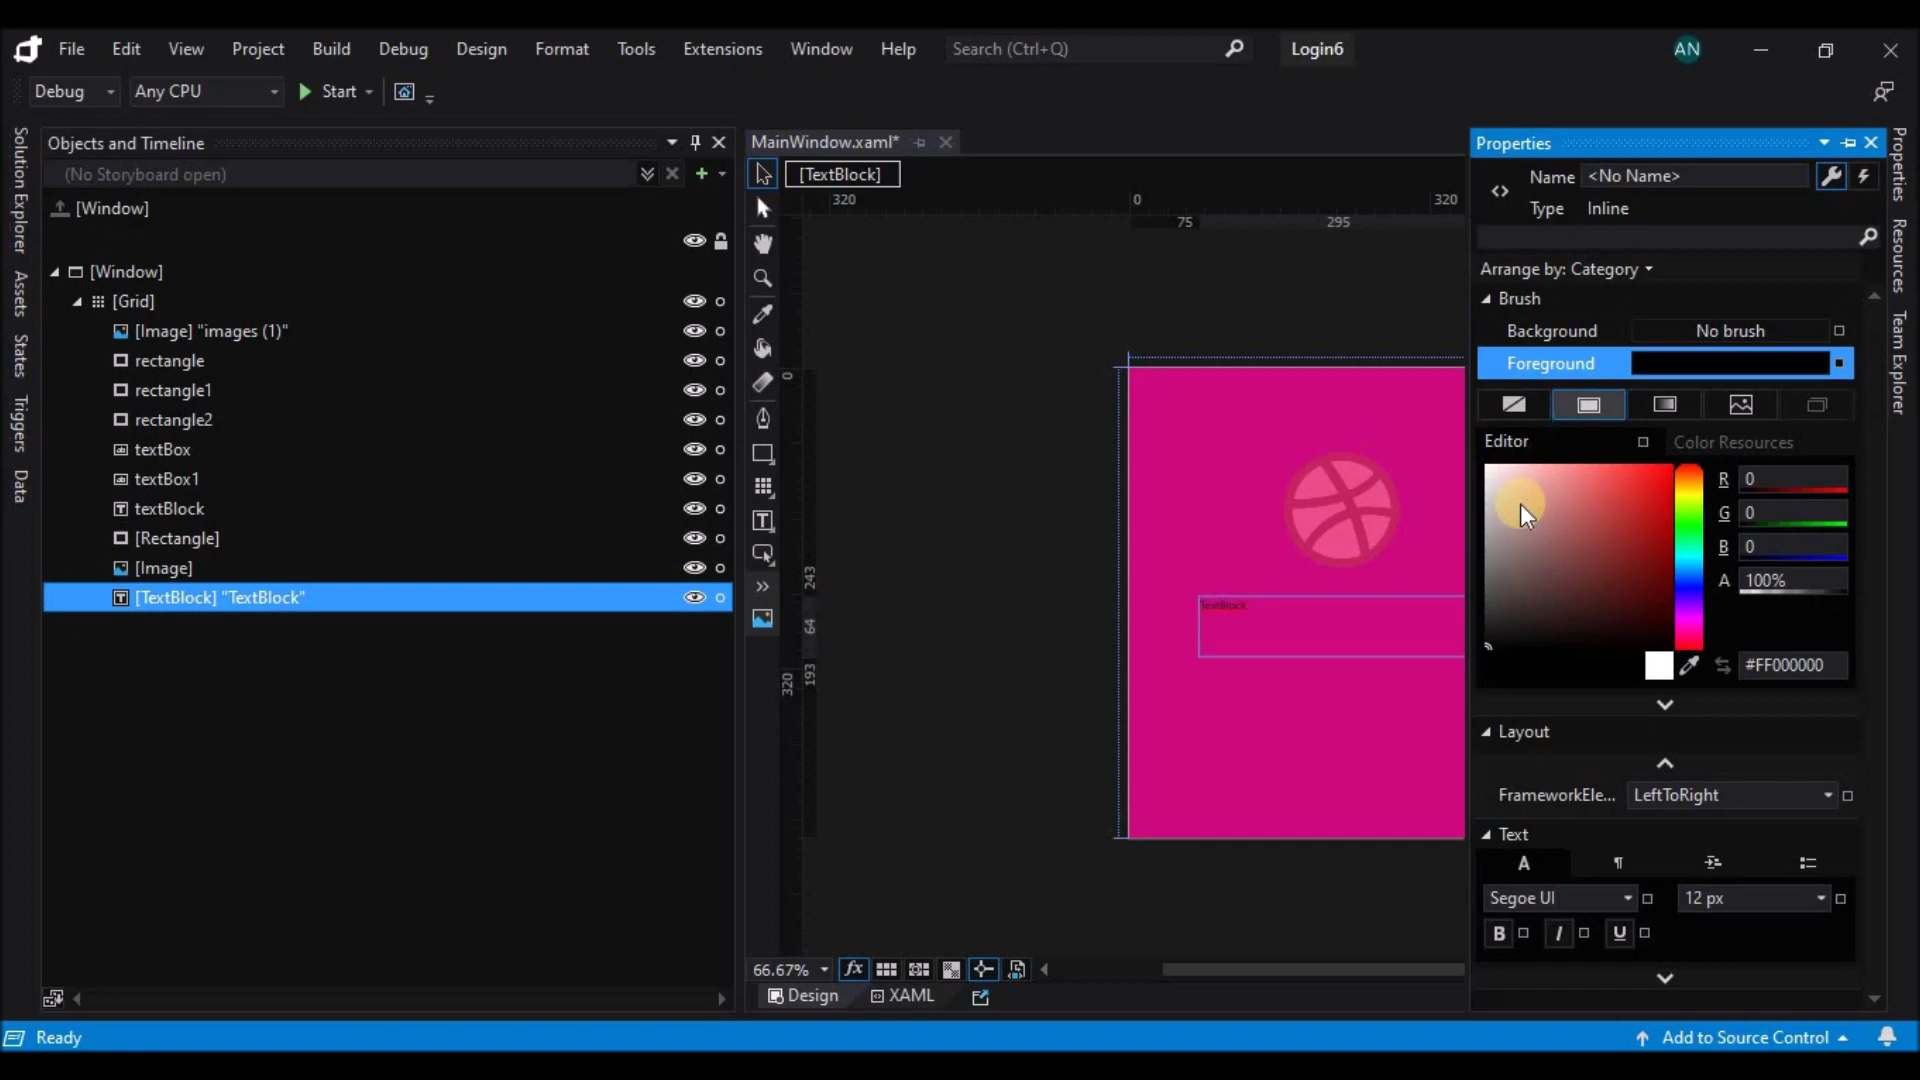 File Edit View Project Build Debug Design Format Tools Extensions Window Help Search (Ctrl+Q) Login6 AN
Debug Any CPU Start
Solution Explorer
Assets
States
Triggers
Data
Objects and Timeline
(No Storyboard open)
[Window]
[Window]
[Grid]
[Image] "images (1)"
rectangle
rectangle1
rectangle2
textBox
textBox1
textBlock
[Rectangle]
[Image]
[TextBlock] "TextBlock"
MainWindow.xaml*
[TextBlock]
320 0 320
75 295
0
243
64
193
320
TextBlock
66.67% fx
Design XAML
Properties
Name <No Name>
Type Inline
Arrange by: Category
Brush
Background No brush
Foreground
Editor Color Resources
R 0
G 0
B 0
A 100%
#FF000000
Layout
FrameworkEle... LeftToRight
Text
A ¶
Segoe UI 12 px
B I U
Properties
Resources
Team Explorer
Ready Add to Source Control